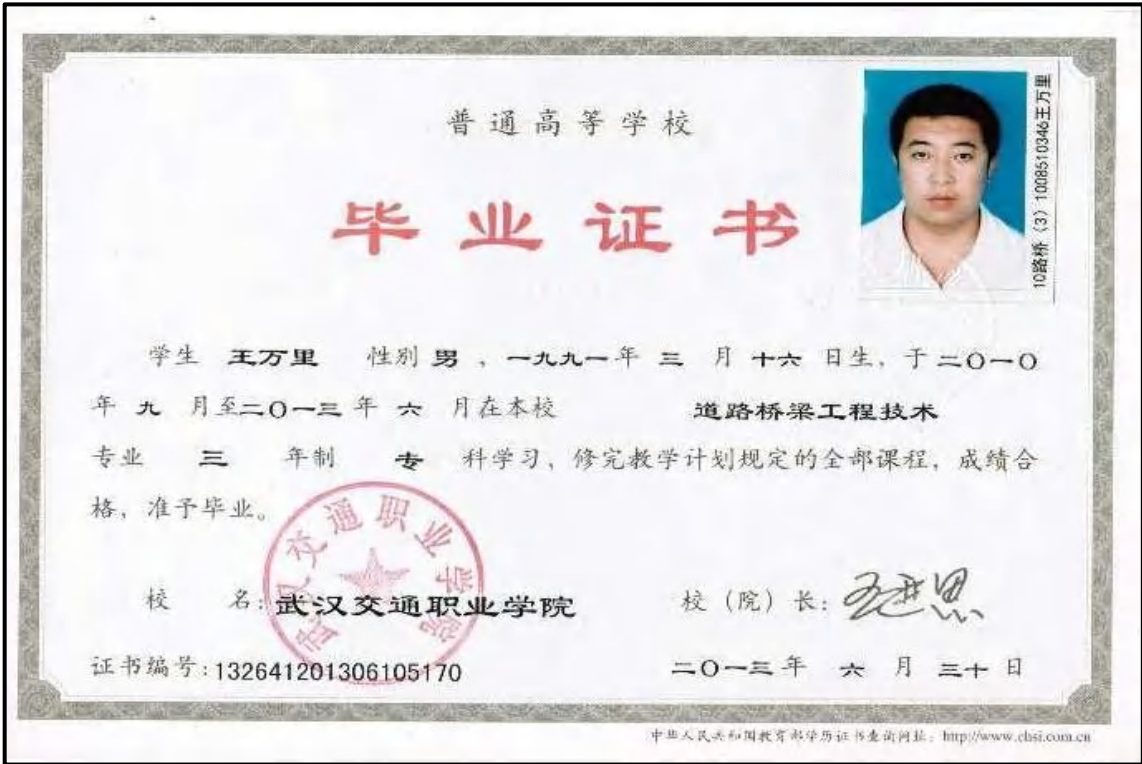 普通高等学校
毕业证书
10路桥（3）1008510346王万里
学生 王万里 性别 男 ，一九九一年 三 月 十六 日生，于二〇一〇
年 九 月至二〇一三 年 六 月在本校 道路桥梁工程技术
专业 三 年制 专 科学习，修完教学计划规定的全部课程，成绩合
格，准予毕业。
武汉交通职业学院
校 名：武汉交通职业学院 校（院）长：
证书编号：132641201306105170 二〇一三年 六 月 三十 日
中华人民共和国教育部学历证书查询网址：http://www.chsi.com.cn